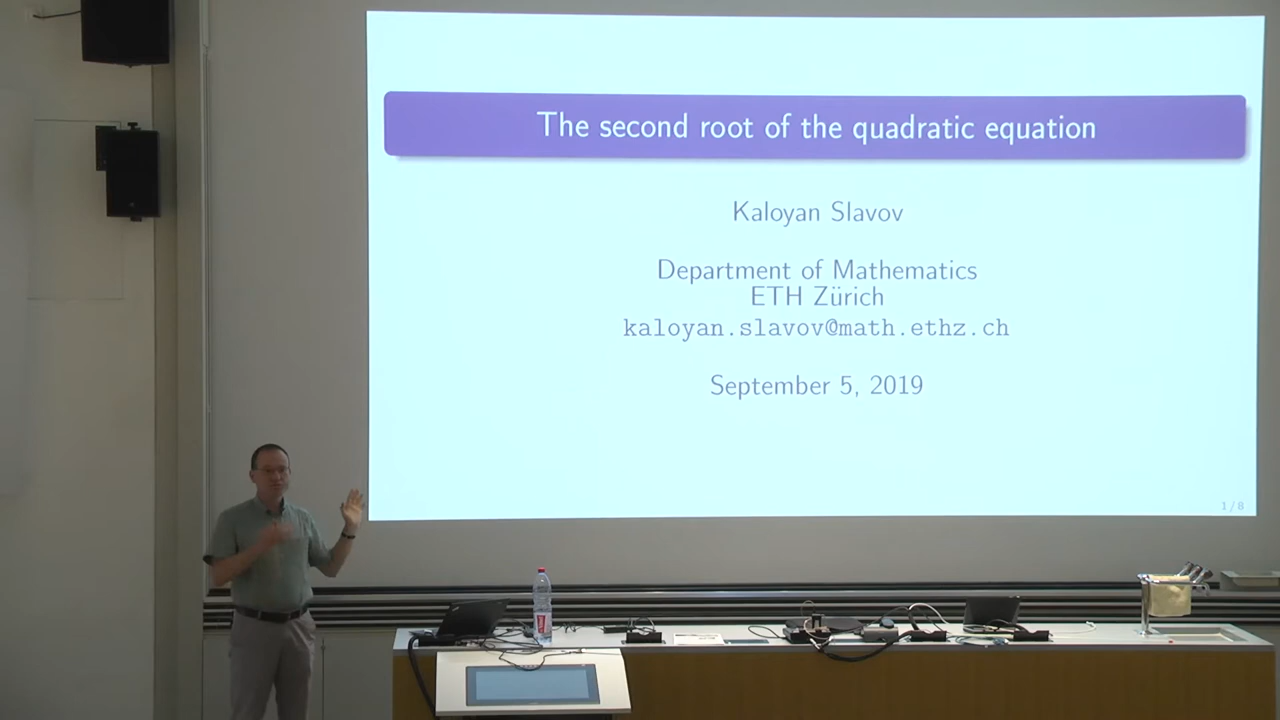 The second root of the quadratic equation
Kaloyan Slavov
Department of Mathematics
ETH Zürich
kaloyan.slavov@math.ethz.ch
September 5, 2019
1 / 8